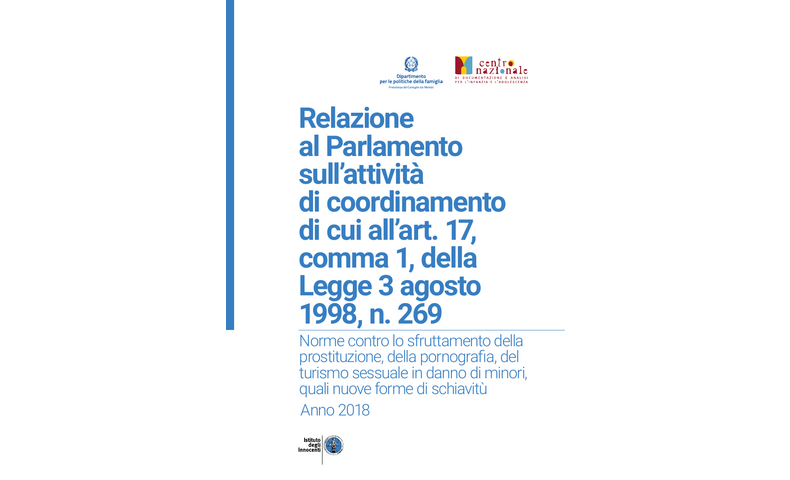 Dipartimento
per le politiche della famiglia
Presidenza del Consiglio dei Ministri
centro
nazionale
DI DOCUMENTAZIONE E ANALISI
PER L'INFANZIA E L'ADOLESCENZA
Relazione
al Parlamento
sull'attività
di coordinamento
di cui all'art. 17,
comma 1, della
Legge 3 agosto
1998, n. 269
Norme contro lo sfruttamento della
prostituzione, della pornografia, del
turismo sessuale in danno di minori,
quali nuove forme di schiavitù
Anno 2018
Istituto
degli
Innocenti